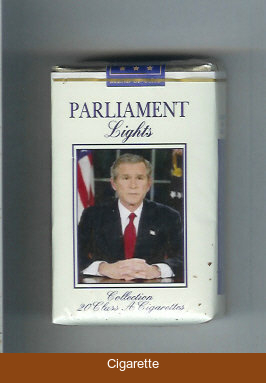 PARLIAMENT
Lights
Collection
20 Class A Cigarettes
Cigarette